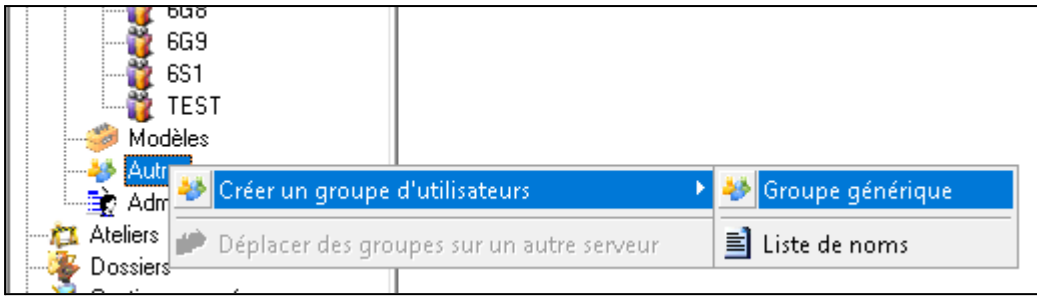 6G8
6G9
6S1
TEST
Modèles
Créer un groupe d'utilisateurs
Groupe générique
Ateliers
Déplacer des groupes sur un autre serveur
Liste de noms
Dossiers